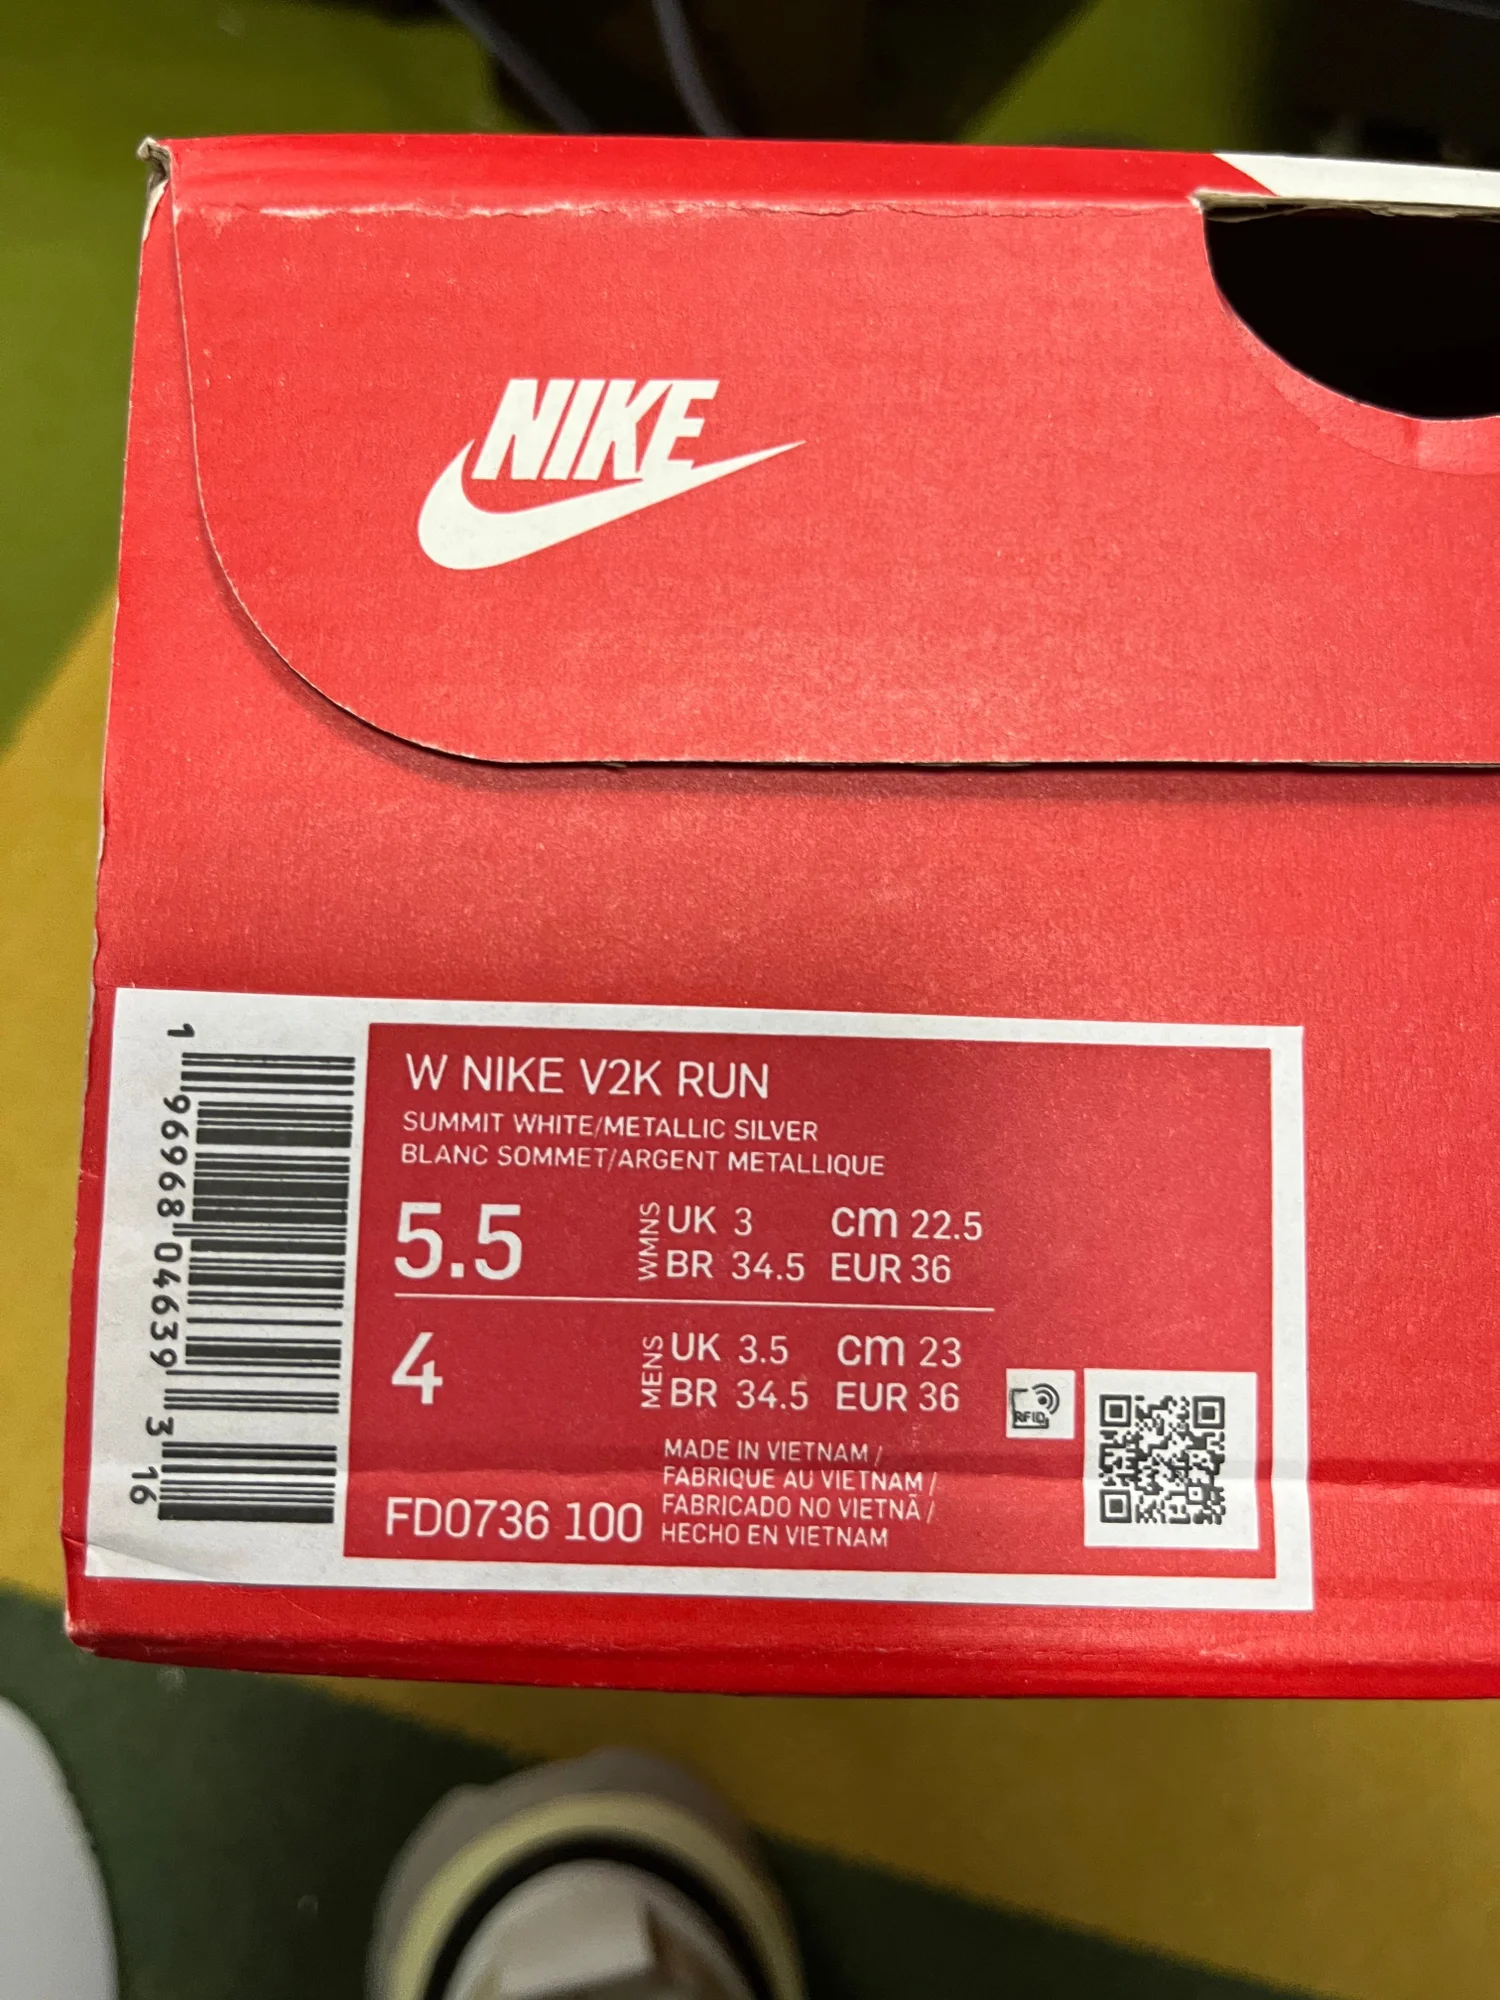 NIKE
1 96968 04639 3 16
W NIKE V2K RUN
SUMMIT WHITE/METALLIC SILVER
BLANC SOMMET/ARGENT METALLIQUE
5.5 WMNS UK 3 cm 22.5
BR 34.5 EUR 36
4 MENS UK 3.5 cm 23
BR 34.5 EUR 36
RFID
MADE IN VIETNAM /
FABRIQUE AU VIETNAM /
FABRICADO NO VIETNÃ /
HECHO EN VIETNAM
FD0736 100